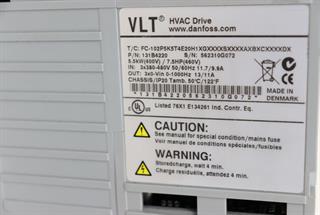 VLT® HVAC Drive
www.danfoss.com
T/C: FC-102P5K5T4E20H1XGXXXXSXXXXAXBXCXXXXDX
P/N: 131B4220 S/N: 562310G072
5.5kW(400V) / 7.5HP(460V)
IN: 3x380-480V 50/60Hz 11.7/9.9A
OUT: 3x0-Vin 0-1000Hz 13/11A
CHASSIS/IP20 Tamb. 50°C/122°F
*131B4220562310G072*
MADE IN
DENMARK
Listed 76X1 E134261 Ind. Contr. Eq.
CAUTION:
See manual for special condition/mains fuse
Voir manuel de conditions spéciales/fusibles
WARNING:
Stored charge, wait 4 min.
Charge residuelle, attendez 4 min.